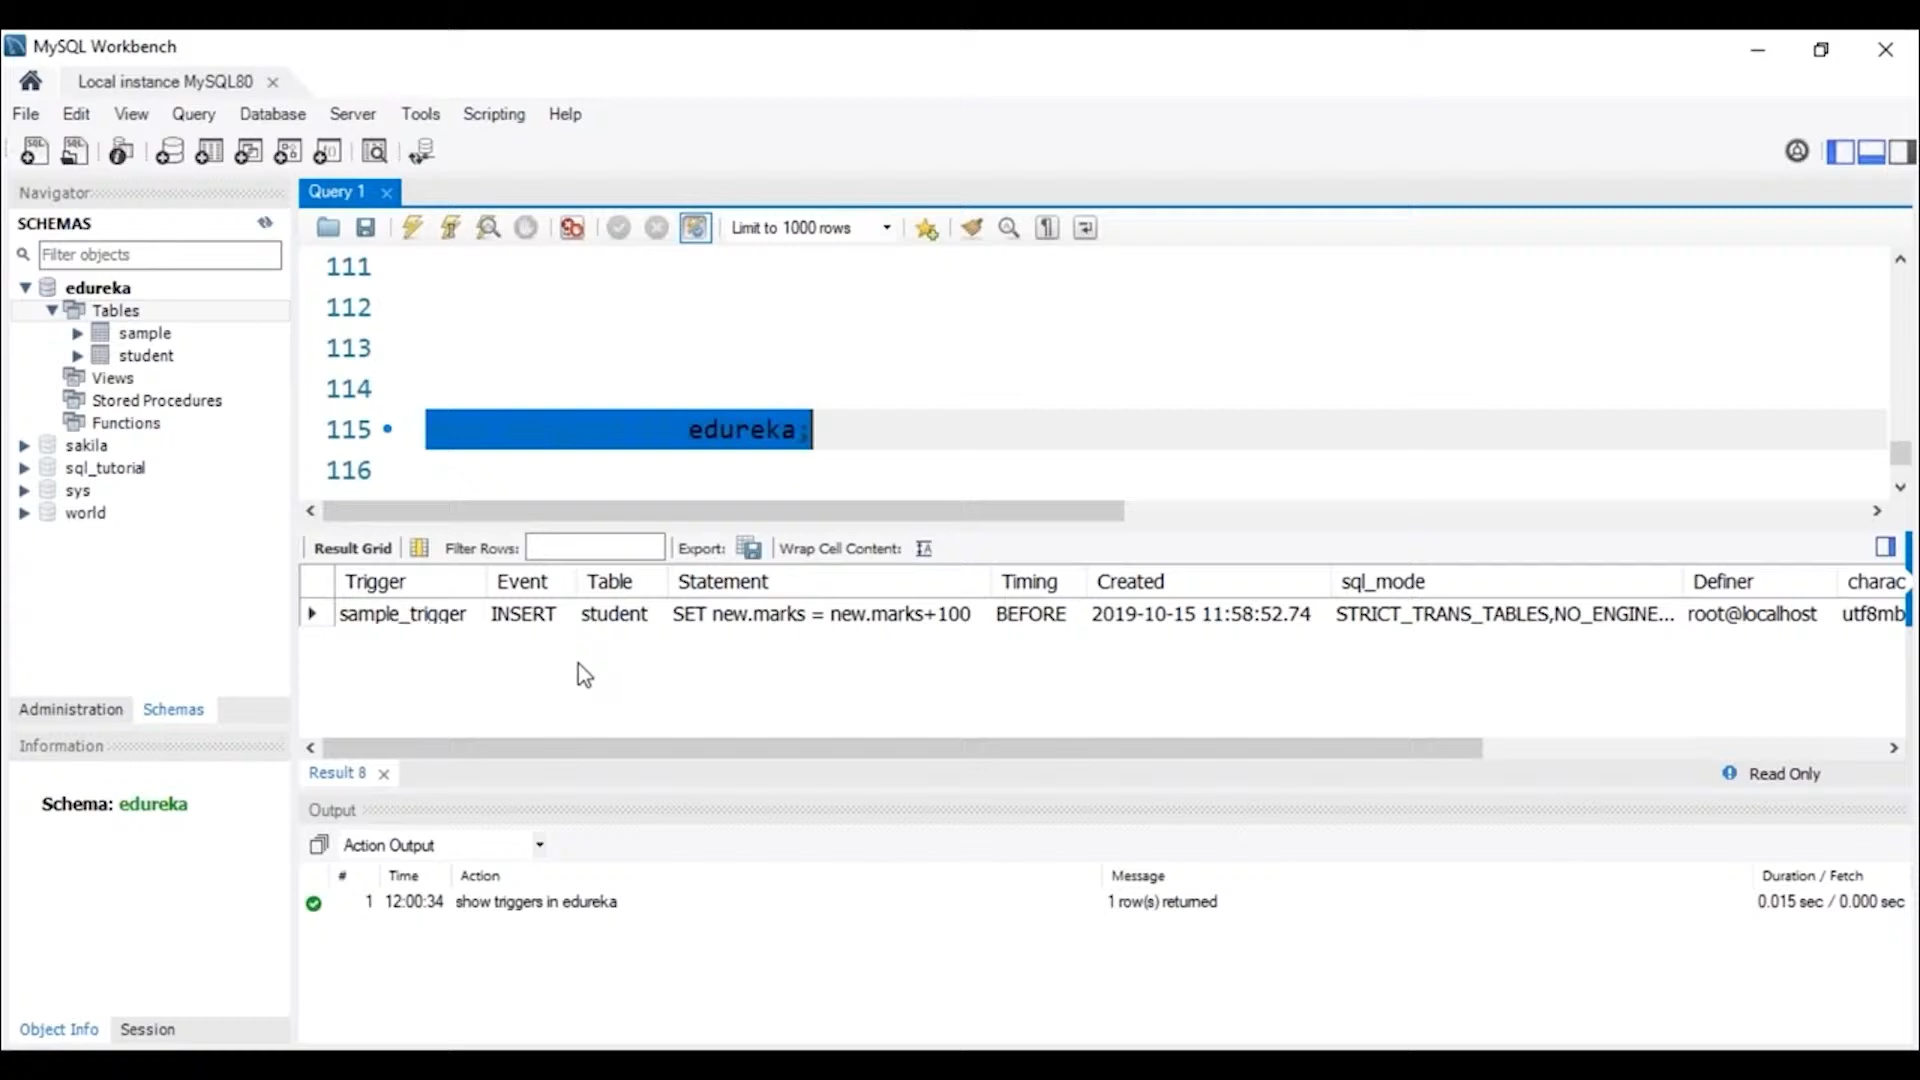 MySQL Workbench
Local instance MySQL80
File Edit View Query Database Server Tools Scripting Help
Navigator
Query 1
SCHEMAS
Limit to 1000 rows
Filter objects
edureka
Tables
sample
student
Views
Stored Procedures
Functions
sakila
sql_tutorial
sys
world
111
112
113
114
115 edureka;
116
Result Grid Filter Rows: Export: Wrap Cell Content:
Trigger Event Table Statement Timing Created sql_mode Definer charac
sample_trigger INSERT student SET new.marks = new.marks+100 BEFORE 2019-10-15 11:58:52.74 STRICT_TRANS_TABLES,NO_ENGINE... root@localhost utf8mb
Administration Schemas
Information
Result 8
Read Only
Schema: edureka
Output
Action Output
# Time Action Message Duration / Fetch
1 12:00:34 show triggers in edureka 1 row(s) returned 0.015 sec / 0.000 sec
Object Info Session